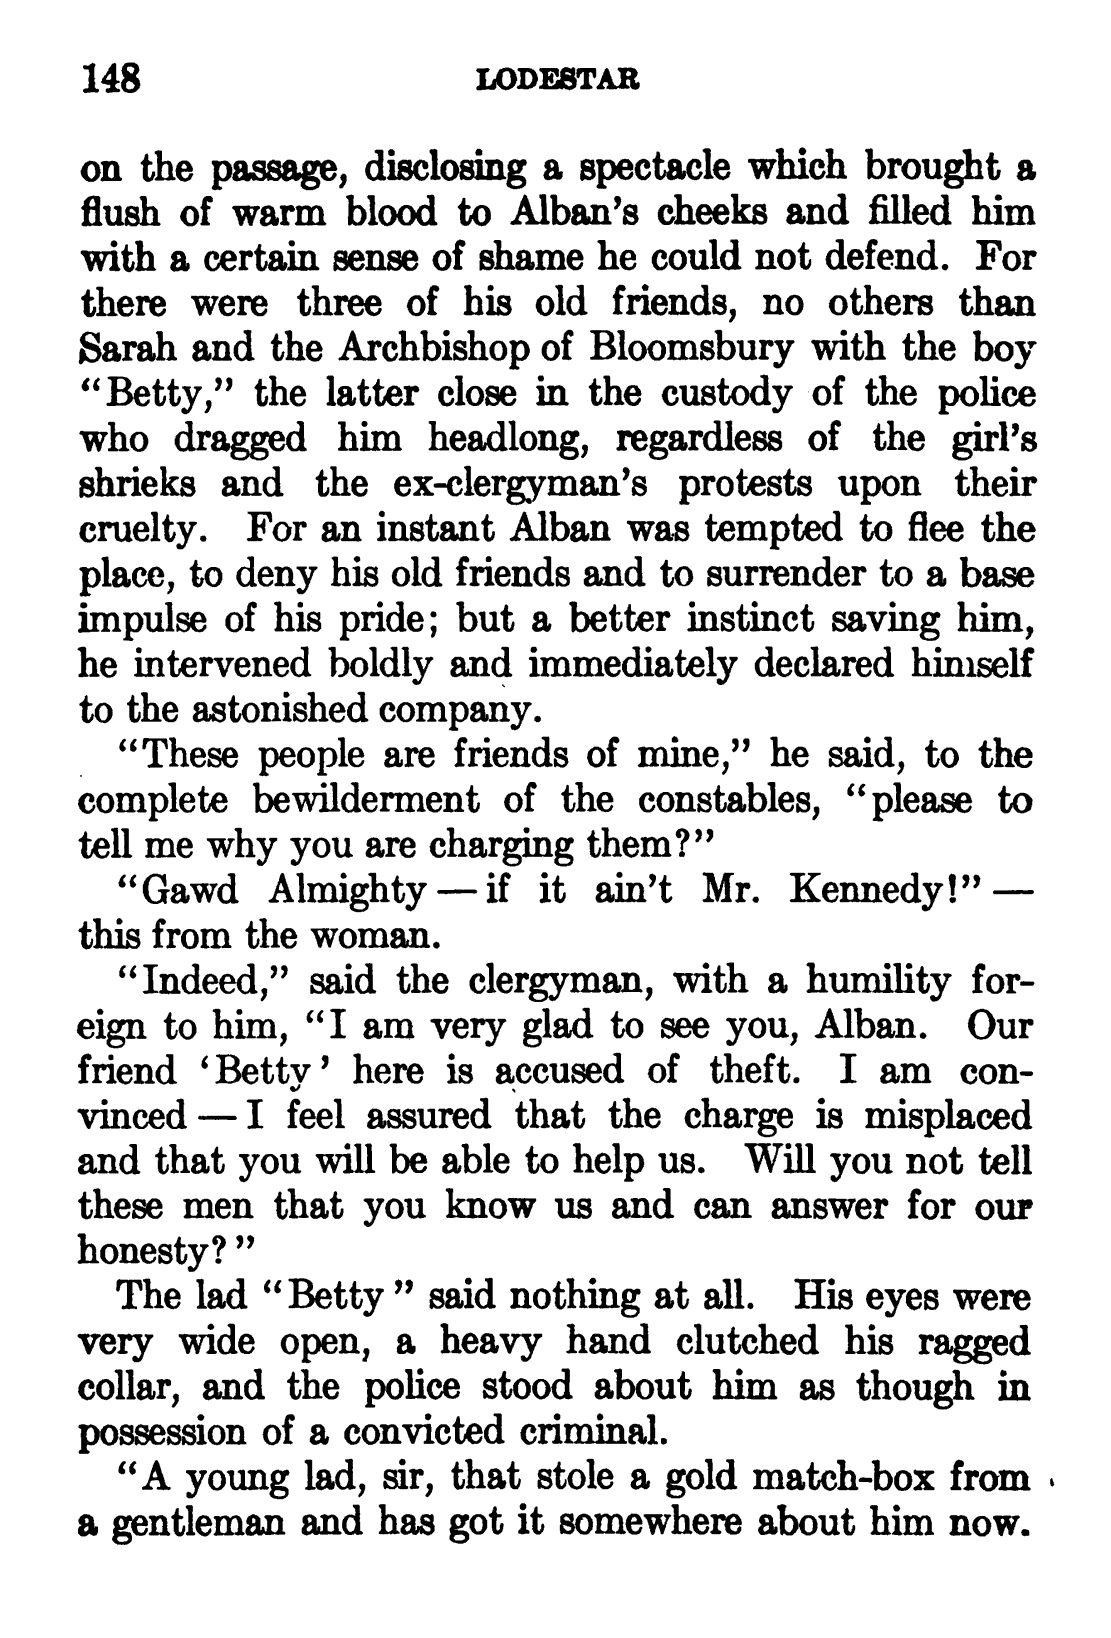 148 LODESTAR
on the passage, disclosing a spectacle which brought a
flush of warm blood to Alban's cheeks and filled him
with a certain sense of shame he could not defend. For
there were three of his old friends, no others than
Sarah and the Archbishop of Bloomsbury with the boy
"Betty," the latter close in the custody of the police
who dragged him headlong, regardless of the girl's
shrieks and the ex-clergyman's protests upon their
cruelty. For an instant Alban was tempted to flee the
place, to deny his old friends and to surrender to a base
impulse of his pride; but a better instinct saving him,
he intervened boldly and immediately declared himself
to the astonished company.
"These people are friends of mine," he said, to the
complete bewilderment of the constables, "please to
tell me why you are charging them?"
"Gawd Almighty — if it ain't Mr. Kennedy!" —
this from the woman.
"Indeed," said the clergyman, with a humility for-
eign to him, "I am very glad to see you, Alban. Our
friend 'Betty' here is accused of theft. I am con-
vinced — I feel assured that the charge is misplaced
and that you will be able to help us. Will you not tell
these men that you know us and can answer for our
honesty?"
The lad "Betty" said nothing at all. His eyes were
very wide open, a heavy hand clutched his ragged
collar, and the police stood about him as though in
possession of a convicted criminal.
"A young lad, sir, that stole a gold match-box from
a gentleman and has got it somewhere about him now.